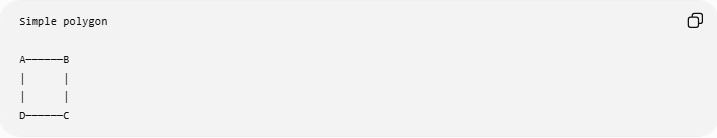 Simple polygon
A──────B
|      |
|      |
D──────C